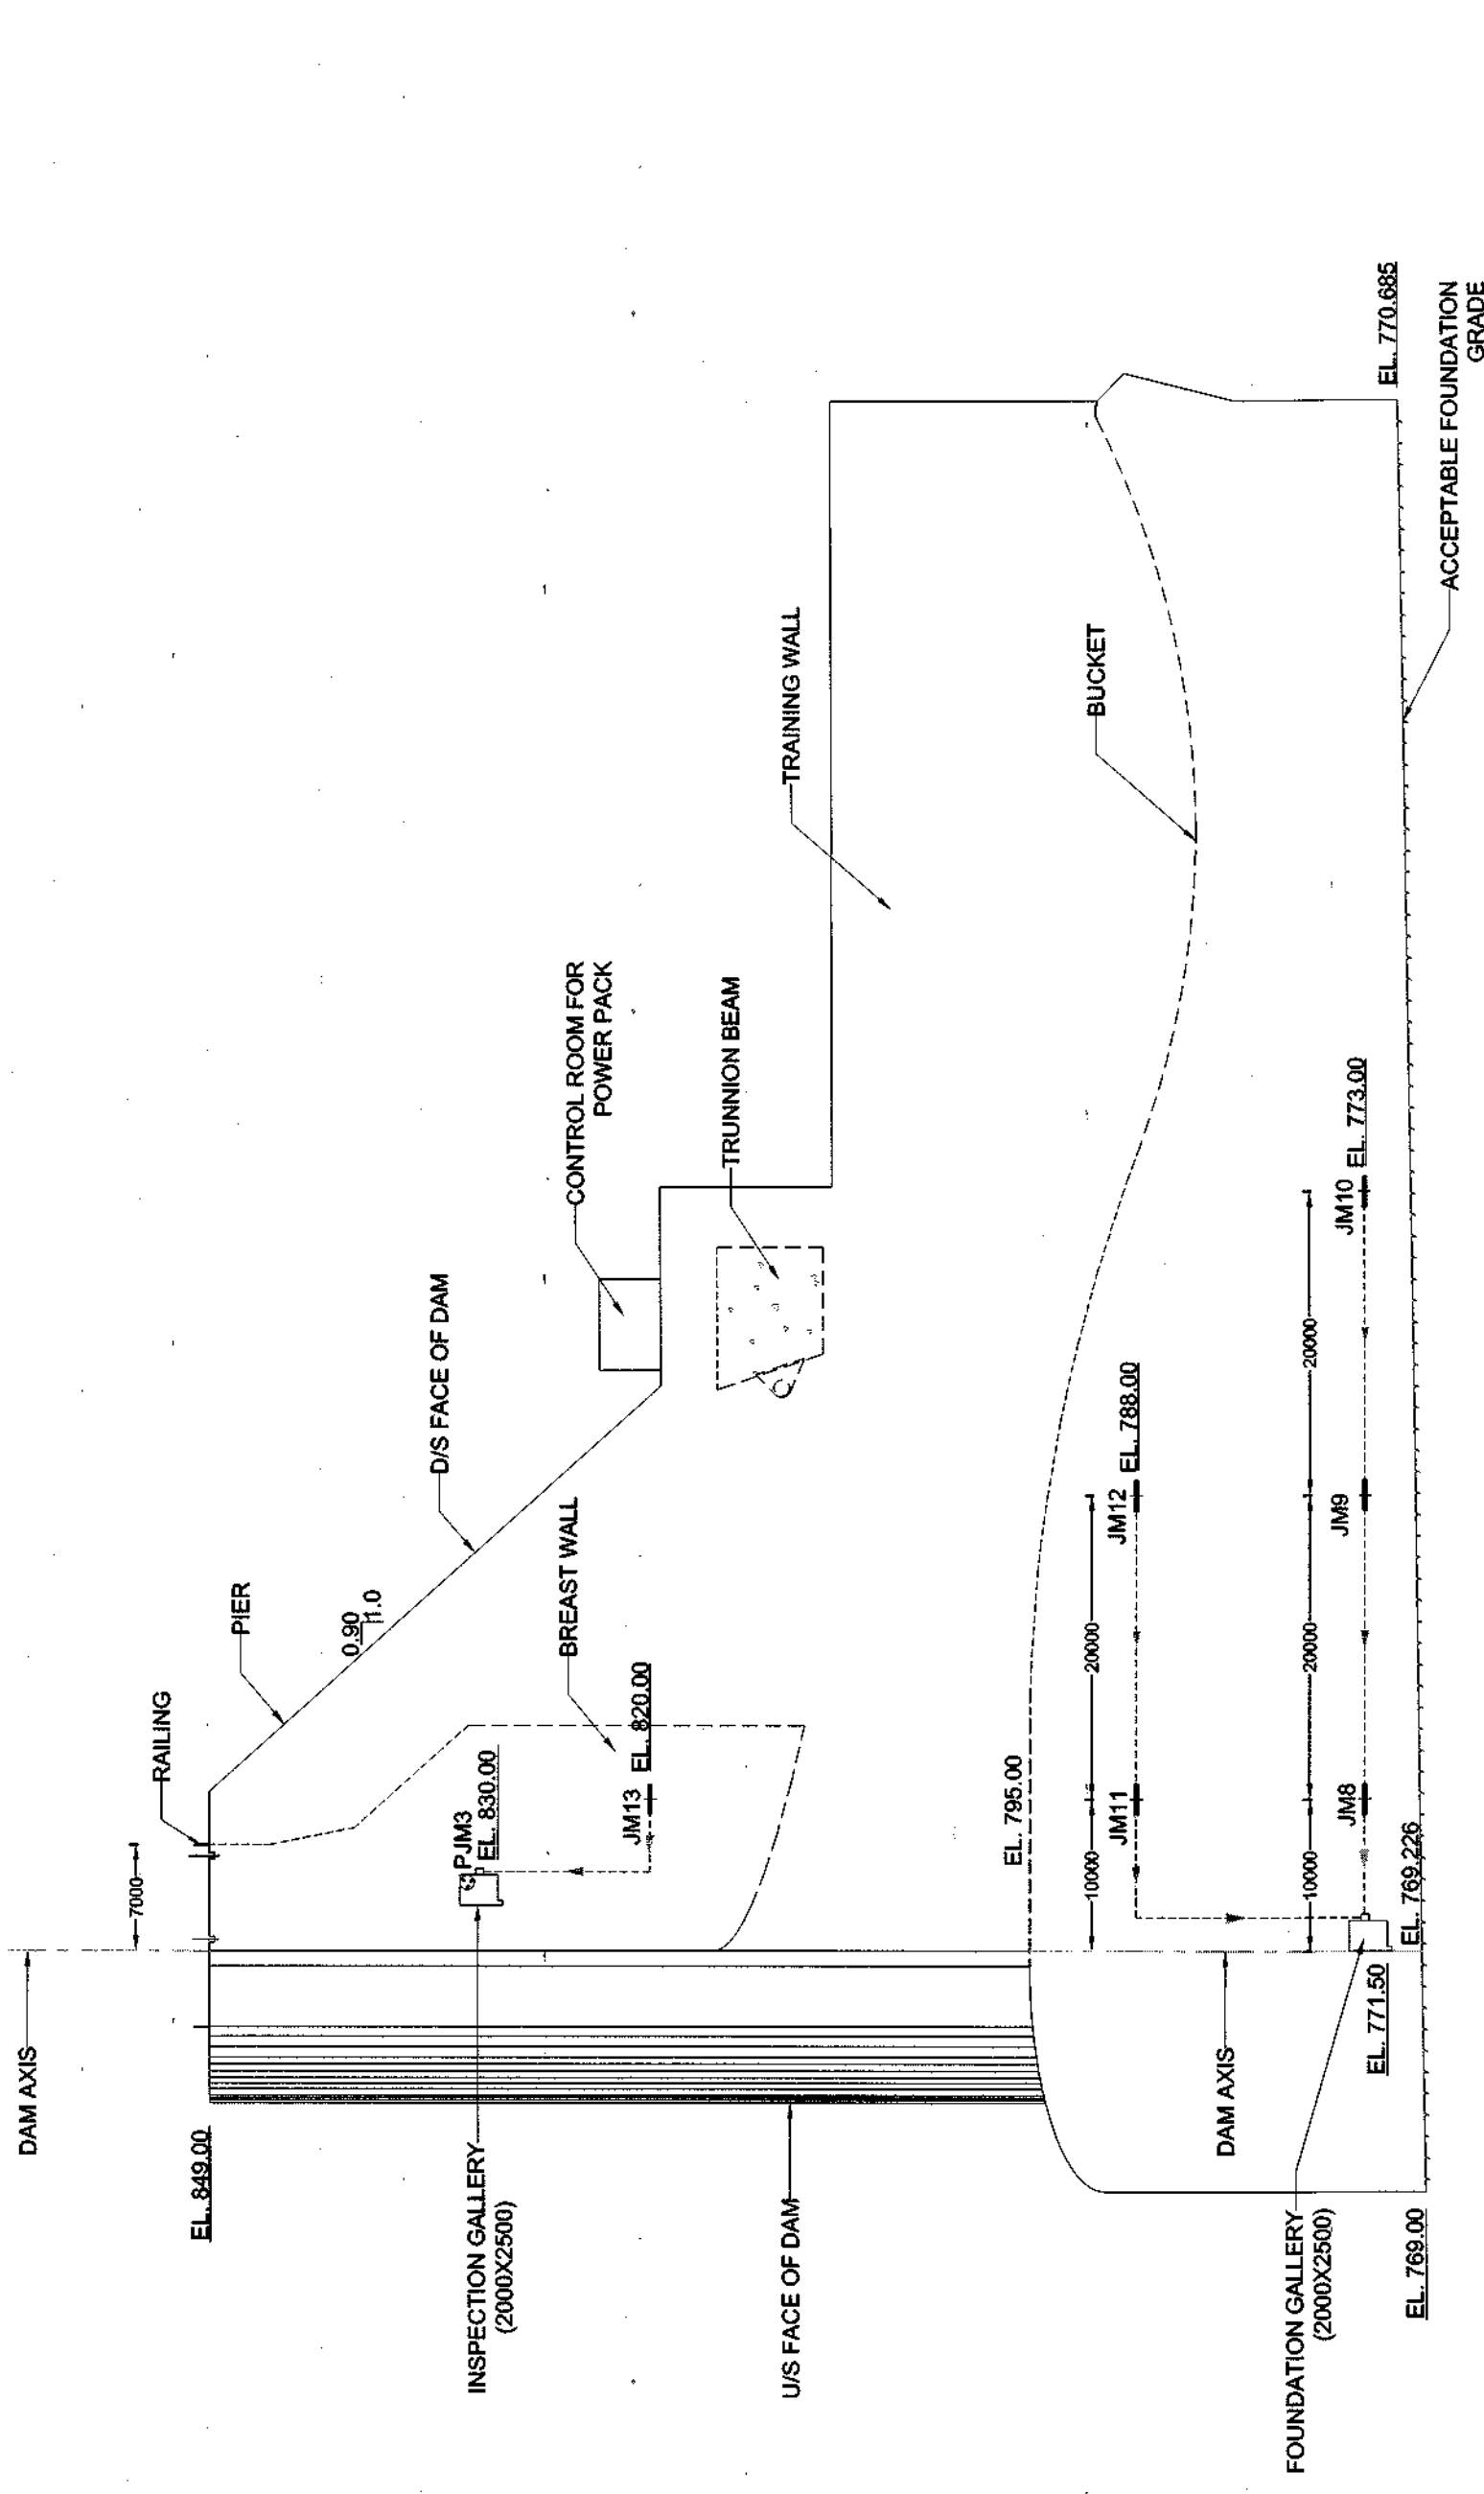 DAM AXIS
7000
RAILING
EL. 849.00
PIER
0.90
1.0
D/S FACE OF DAM
INSPECTION GALLERY
(2000X2500)
PJM3
EL. 830.00
BREAST WALL
CONTROL ROOM FOR
POWER PACK
JM13
EL. 820.00
TRUNNION BEAM
TRAINING WALL
U/S FACE OF DAM
EL. 795.00
BUCKET
10000
20000
JM11
JM12
EL. 788.00
DAM AXIS
10000
20000
20000
JM8
JM9
JM10
EL. 773.00
FOUNDATION GALLERY
(2000X2500)
EL. 771.50
EL. 769.226
EL. 770.685
EL. 769.00
ACCEPTABLE FOUNDATION
GRADE